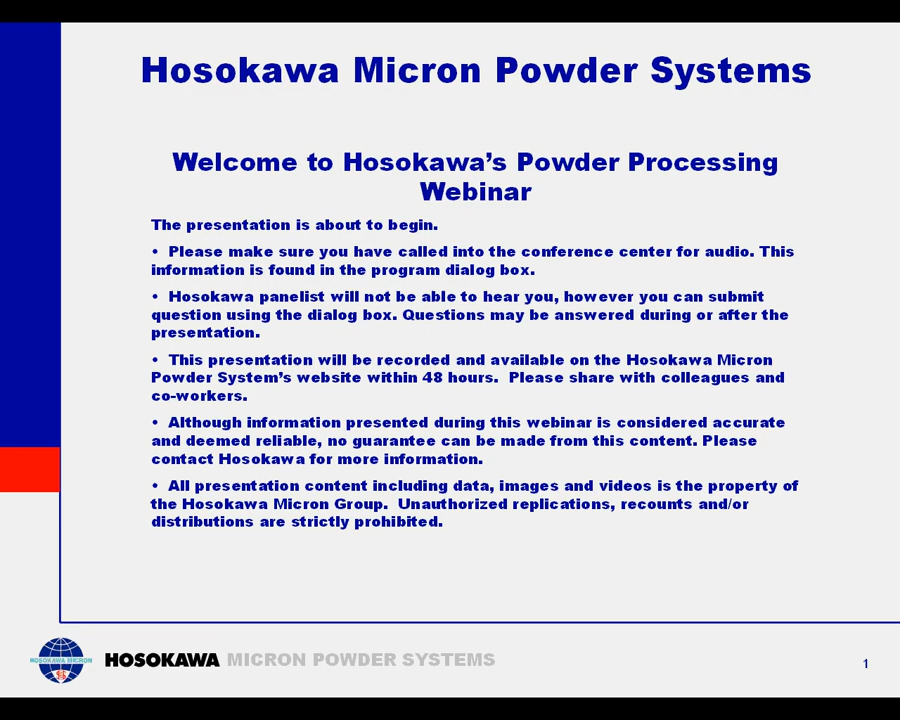 Hosokawa Micron Powder Systems
Welcome to Hosokawa's Powder Processing
Webinar
The presentation is about to begin.
• Please make sure you have called into the conference center for audio. This
information is found in the program dialog box.
• Hosokawa panelist will not be able to hear you, however you can submit
question using the dialog box. Questions may be answered during or after the
presentation.
• This presentation will be recorded and available on the Hosokawa Micron
Powder System's website within 48 hours.  Please share with colleagues and
co-workers.
• Although information presented during this webinar is considered accurate
and deemed reliable, no guarantee can be made from this content. Please
contact Hosokawa for more information.
• All presentation content including data, images and videos is the property of
the Hosokawa Micron Group.  Unauthorized replications, recounts and/or
distributions are strictly prohibited.
HOSOKAWA MICRON
HOSOKAWA MICRON POWDER SYSTEMS
1